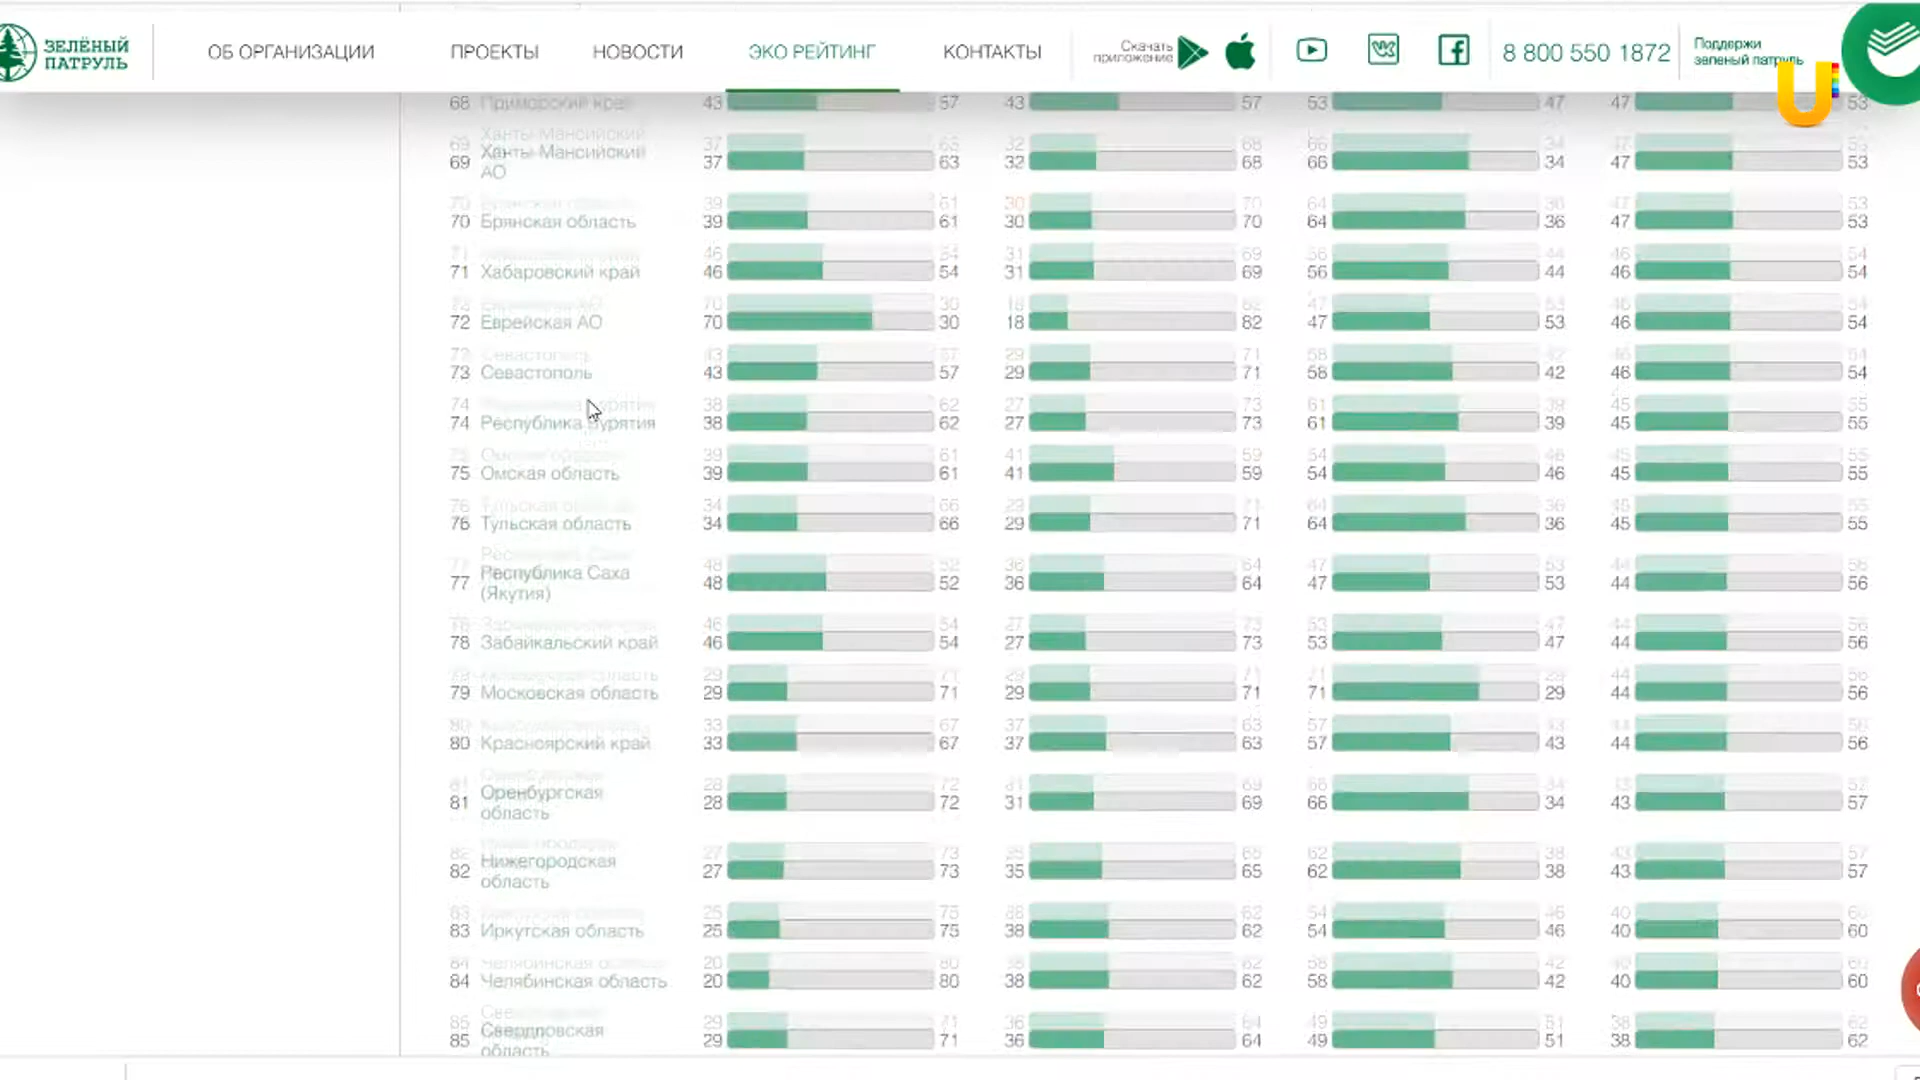 ЗЕЛЁНЫЙ
ПАТРУЛЬ
ОБ ОРГАНИЗАЦИИ ПРОЕКТЫ НОВОСТИ ЭКО РЕЙТИНГ КОНТАКТЫ
Скачать
приложение
8 800 550 1872
Поддержи
зеленый патруль
68 Приморский край 43 57 43 57 53 47 47 53
69 Ханты-Мансийский 37 63 32 68 66 34 47 53
АО
70 Брянская область 39 61 30 70 64 36 47 53
71 Хабаровский край 46 54 31 69 56 44 46 54
72 Еврейская АО 70 30 18 82 47 53 46 54
73 Севастополь 43 57 29 71 58 42 46 54
74 Республика Бурятия 38 62 27 73 61 39 45 55
75 Омская область 39 61 41 59 54 46 45 55
76 Тульская область 34 66 29 71 64 36 45 55
77 Республика Саха 48 52 36 64 47 53 44 56
(Якутия)
78 Забайкальский край 46 54 27 73 53 47 44 56
79 Московская область 29 71 29 71 71 29 44 56
80 Красноярский край 33 67 37 63 57 43 44 56
81 Оренбургская 28 72 31 69 66 34 43 57
область
82 Нижегородская 27 73 35 65 62 38 43 57
область
83 Иркутская область 25 75 38 62 54 46 40 60
84 Челябинская область 20 80 38 62 58 42 40 60
85 Свердловская 29 71 36 64 49 51 38 62
область